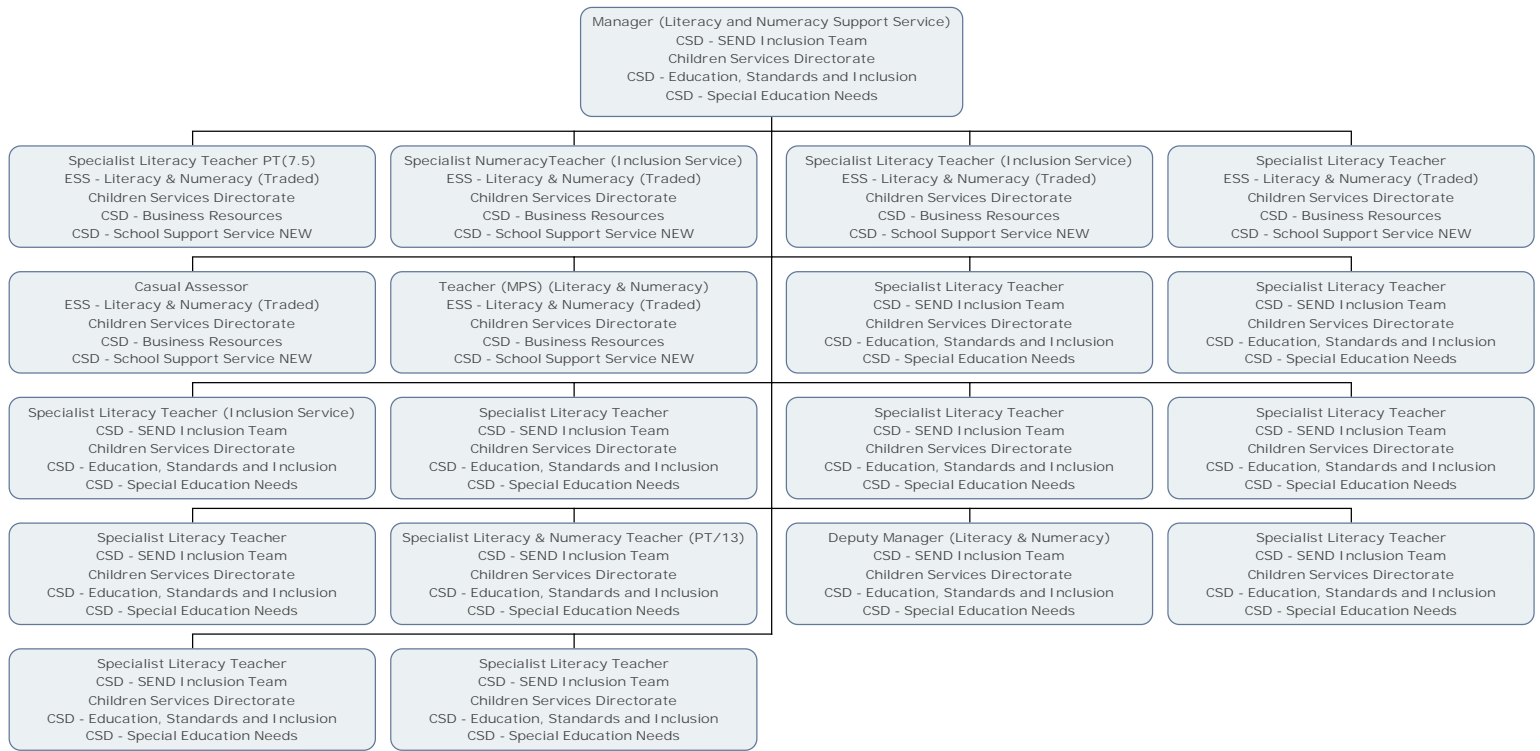 Manager (Literacy and Numeracy Support Service)
CSD - SEND Inclusion Team
Children Services Directorate
CSD - Education, Standards and Inclusion
CSD - Special Education Needs
Specialist Literacy Teacher PT(7.5)
ESS - Literacy & Numeracy (Traded)
Children Services Directorate
CSD - Business Resources
CSD - School Support Service NEW
Specialist NumeracyTeacher (Inclusion Service)
ESS - Literacy & Numeracy (Traded)
Children Services Directorate
CSD - Business Resources
CSD - School Support Service NEW
Specialist Literacy Teacher (Inclusion Service)
ESS - Literacy & Numeracy (Traded)
Children Services Directorate
CSD - Business Resources
CSD - School Support Service NEW
Specialist Literacy Teacher
ESS - Literacy & Numeracy (Traded)
Children Services Directorate
CSD - Business Resources
CSD - School Support Service NEW
Casual Assessor
ESS - Literacy & Numeracy (Traded)
Children Services Directorate
CSD - Business Resources
CSD - School Support Service NEW
Teacher (MPS) (Literacy & Numeracy)
ESS - Literacy & Numeracy (Traded)
Children Services Directorate
CSD - Business Resources
CSD - School Support Service NEW
Specialist Literacy Teacher
CSD - SEND Inclusion Team
Children Services Directorate
CSD - Education, Standards and Inclusion
CSD - Special Education Needs
Specialist Literacy Teacher
CSD - SEND Inclusion Team
Children Services Directorate
CSD - Education, Standards and Inclusion
CSD - Special Education Needs
Specialist Literacy Teacher (Inclusion Service)
CSD - SEND Inclusion Team
Children Services Directorate
CSD - Education, Standards and Inclusion
CSD - Special Education Needs
Specialist Literacy Teacher
CSD - SEND Inclusion Team
Children Services Directorate
CSD - Education, Standards and Inclusion
CSD - Special Education Needs
Specialist Literacy Teacher
CSD - SEND Inclusion Team
Children Services Directorate
CSD - Education, Standards and Inclusion
CSD - Special Education Needs
Specialist Literacy Teacher
CSD - SEND Inclusion Team
Children Services Directorate
CSD - Education, Standards and Inclusion
CSD - Special Education Needs
Specialist Literacy Teacher
CSD - SEND Inclusion Team
Children Services Directorate
CSD - Education, Standards and Inclusion
CSD - Special Education Needs
Specialist Literacy & Numeracy Teacher (PT/13)
CSD - SEND Inclusion Team
Children Services Directorate
CSD - Education, Standards and Inclusion
CSD - Special Education Needs
Deputy Manager (Literacy & Numeracy)
CSD - SEND Inclusion Team
Children Services Directorate
CSD - Education, Standards and Inclusion
CSD - Special Education Needs
Specialist Literacy Teacher
CSD - SEND Inclusion Team
Children Services Directorate
CSD - Education, Standards and Inclusion
CSD - Special Education Needs
Specialist Literacy Teacher
CSD - SEND Inclusion Team
Children Services Directorate
CSD - Education, Standards and Inclusion
CSD - Special Education Needs
Specialist Literacy Teacher
CSD - SEND Inclusion Team
Children Services Directorate
CSD - Education, Standards and Inclusion
CSD - Special Education Needs